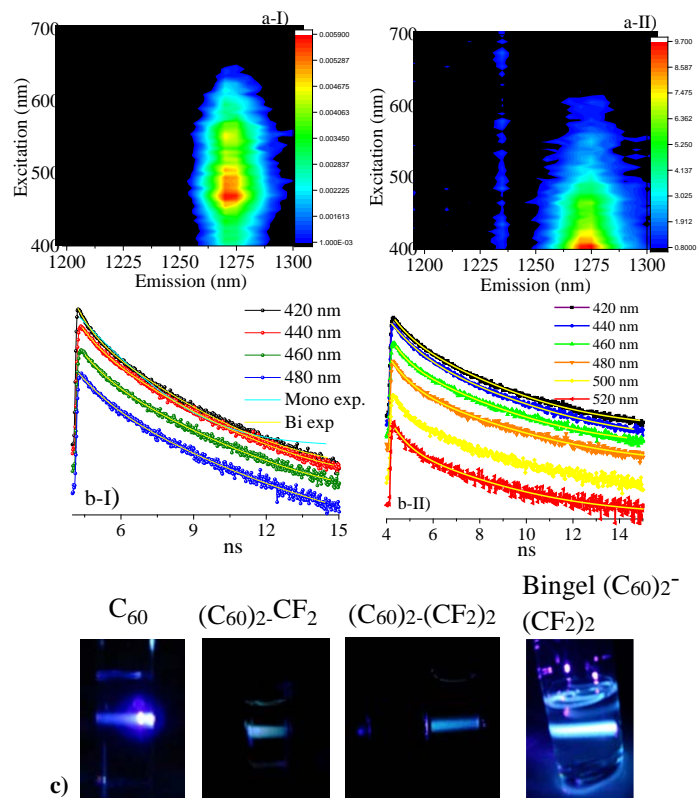 a-I)
700
600
500
400
Excitation (nm)
1200 1225 1250 1275 1300
Emission (nm)
0.005900
0.005288
0.004675
0.004063
0.003450
0.002837
0.002225
0.001613
1.000E-03
a-II)
700
600
500
400
Excitation (nm)
1200 1225 1250 1275 1300
Emission (nm)
9.700
8.587
7.475
6.362
5.250
4.138
3.025
1.912
0.8000
420 nm
440 nm
460 nm
480 nm
Mono exp.
Bi exp
b-I)
6 9 12 15
ns
420 nm
440 nm
460 nm
480 nm
500 nm
520 nm
b-II)
4 6 8 10 12 14
ns
C60
(C60)2-CF2
(C60)2-(CF2)2
Bingel (C60)2-
(CF2)2
c)